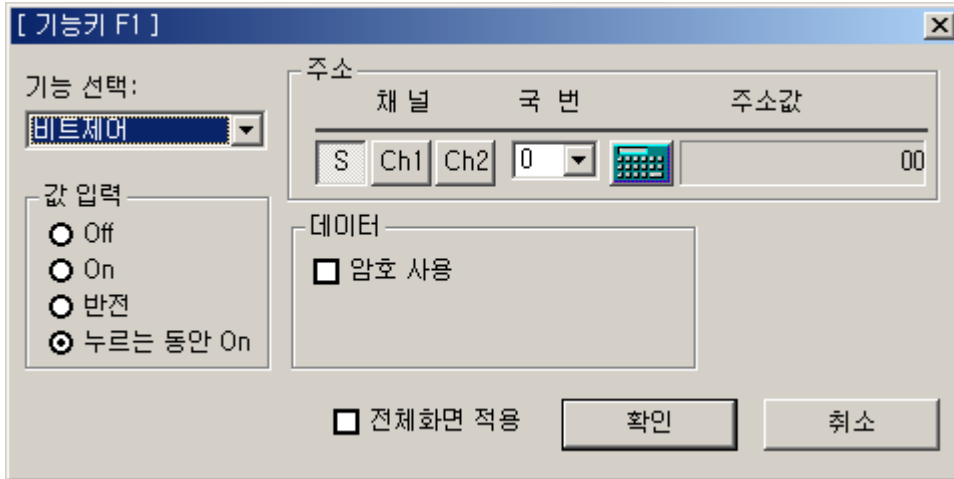 [ 기능키 F1 ]
기능 선택:
비트제어
주소
채 널 국 번 주소값
S Ch1 Ch2 0 00
값 입력
Off
On
반전
누르는 동안 On
데이터
암호 사용
전체화면 적용 확인 취소